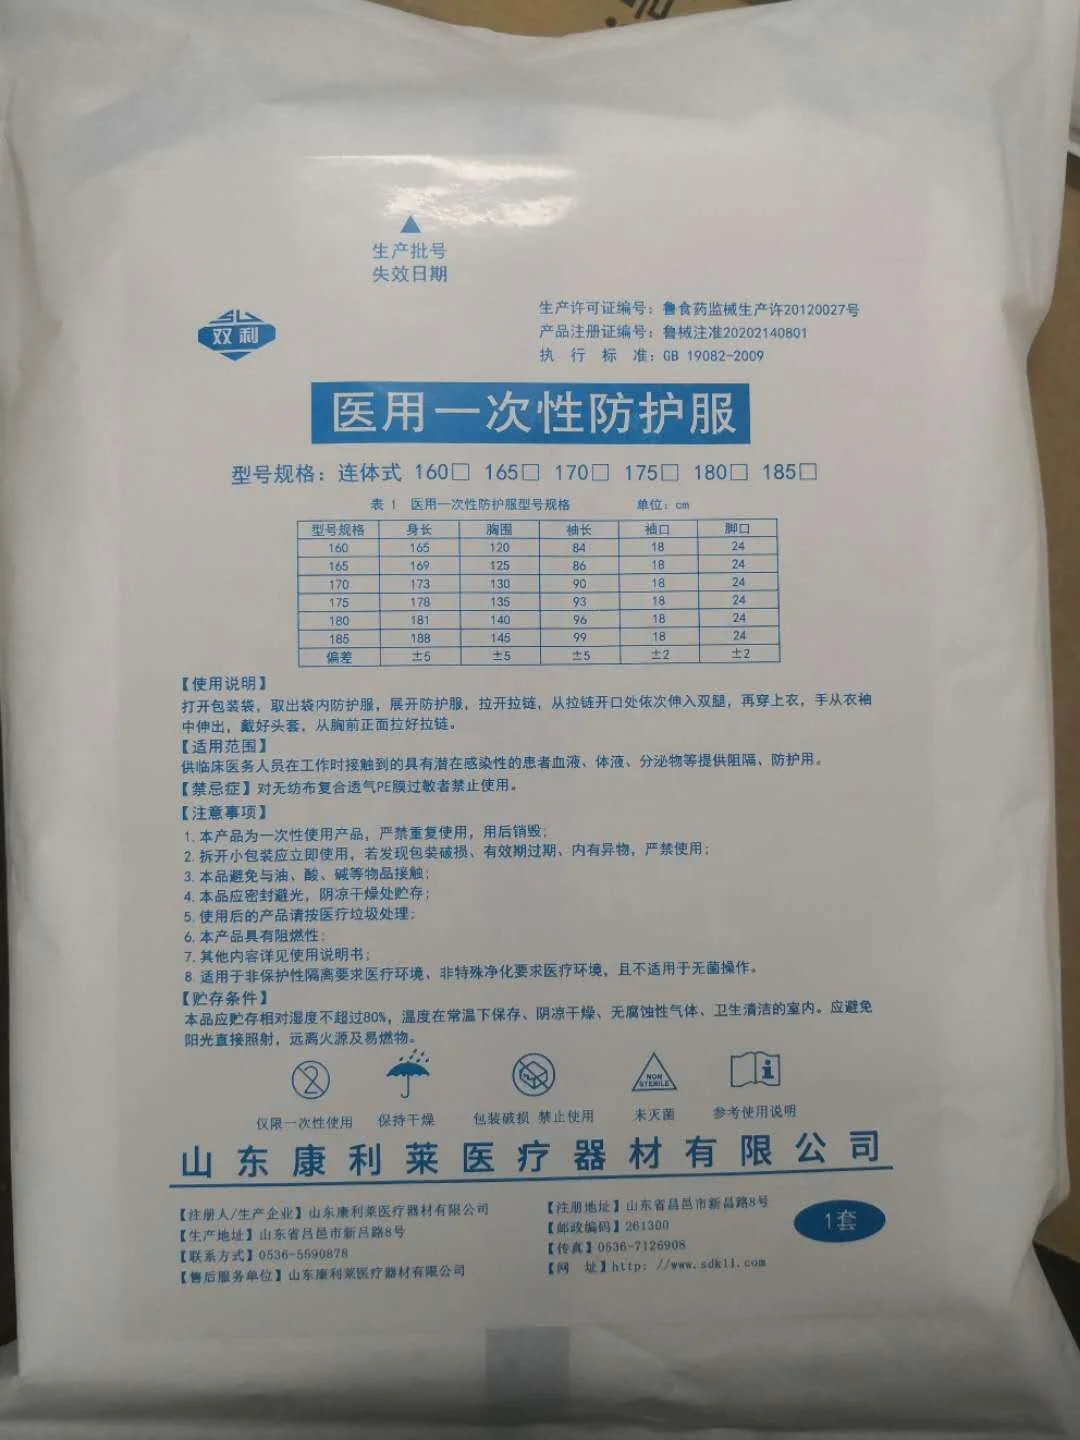 ▲
生产批号
失效日期
SL
双利
生产许可证编号：鲁食药监械生产许20120027号
产品注册证编号：鲁械注准20202140801
执 行 标 准：GB 19082-2009
医用一次性防护服
型号规格：连体式 160□ 165□ 170□ 175□ 180□ 185□
表 1 医用一次性防护服型号规格 单位：cm
型号规格 身长 胸围 袖长 袖口 脚口
160 165 120 84 18 24
165 169 125 86 18 24
170 173 130 90 18 24
175 178 135 93 18 24
180 181 140 96 18 24
185 188 145 99 18 24
偏差 ±5 ±5 ±5 ±2 ±2
【使用说明】
打开包装袋，取出袋内防护服，展开防护服，拉开拉链，从拉链开口处依次伸入双腿，再穿上衣，手从衣袖
中伸出，戴好头套，从胸前正面拉好拉链。
【适用范围】
供临床医务人员在工作时接触到的具有潜在感染性的患者血液、体液、分泌物等提供阻隔、防护用。
【禁忌症】对无纺布复合透气PE膜过敏者禁止使用。
【注意事项】
1. 本产品为一次性使用产品，严禁重复使用，用后销毁；
2. 拆开小包装应立即使用，若发现包装破损、有效期过期、内有异物，严禁使用；
3. 本品避免与油、酸、碱等物品接触；
4. 本品应密封避光，阴凉干燥处贮存；
5. 使用后的产品请按医疗垃圾处理；
6. 本产品具有阻燃性；
7. 其他内容详见使用说明书；
8. 适用于非保护性隔离要求医疗环境、非特殊净化要求医疗环境，且不适用于无菌操作。
【贮存条件】
本品应贮存相对湿度不超过80%，温度在常温下保存、阴凉干燥、无腐蚀性气体、卫生清洁的室内。应避免
阳光直接照射，远离火源及易燃物。
2
NON
STERILE
i
仅限一次性使用 保持干燥 包装破损 禁止使用 未灭菌 参考使用说明
山东康利莱医疗器材有限公司
【注册人/生产企业】山东康利莱医疗器材有限公司
【生产地址】山东省昌邑市新昌路8号
【联系方式】0536-5590878
【售后服务单位】山东康利莱医疗器材有限公司
【注册地址】山东省昌邑市新昌路8号
【邮政编码】261300
【传真】0536-7126908
【网 址】http: //www.sdkll.com
1套